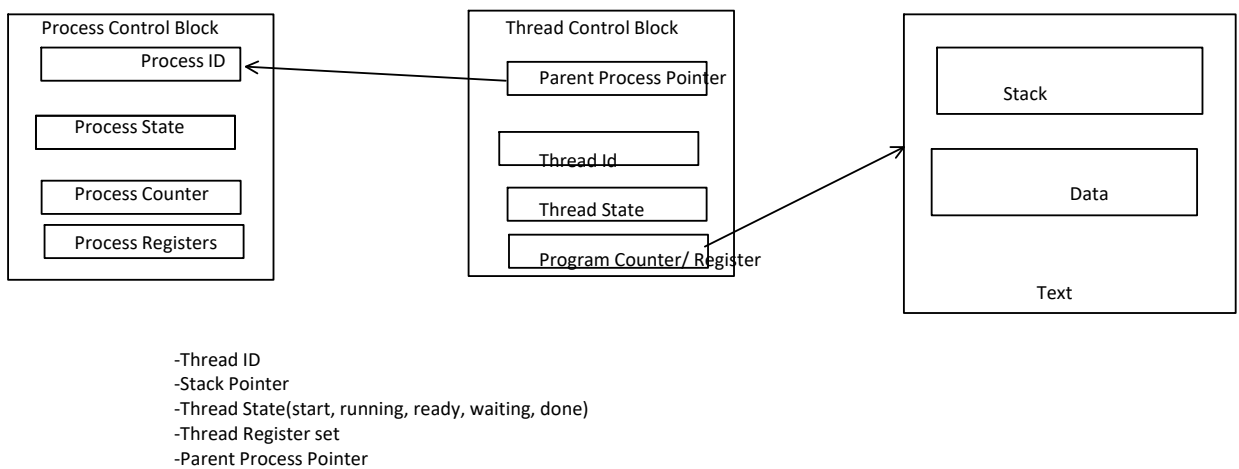 Process Control Block
Process ID
Process State
Process Counter
Process Registers
Thread Control Block
Parent Process Pointer
Thread Id
Thread State
Program Counter/ Register
Stack
Data
Text
-Thread ID
-Stack Pointer
-Thread State(start, running, ready, waiting, done)
-Thread Register set
-Parent Process Pointer